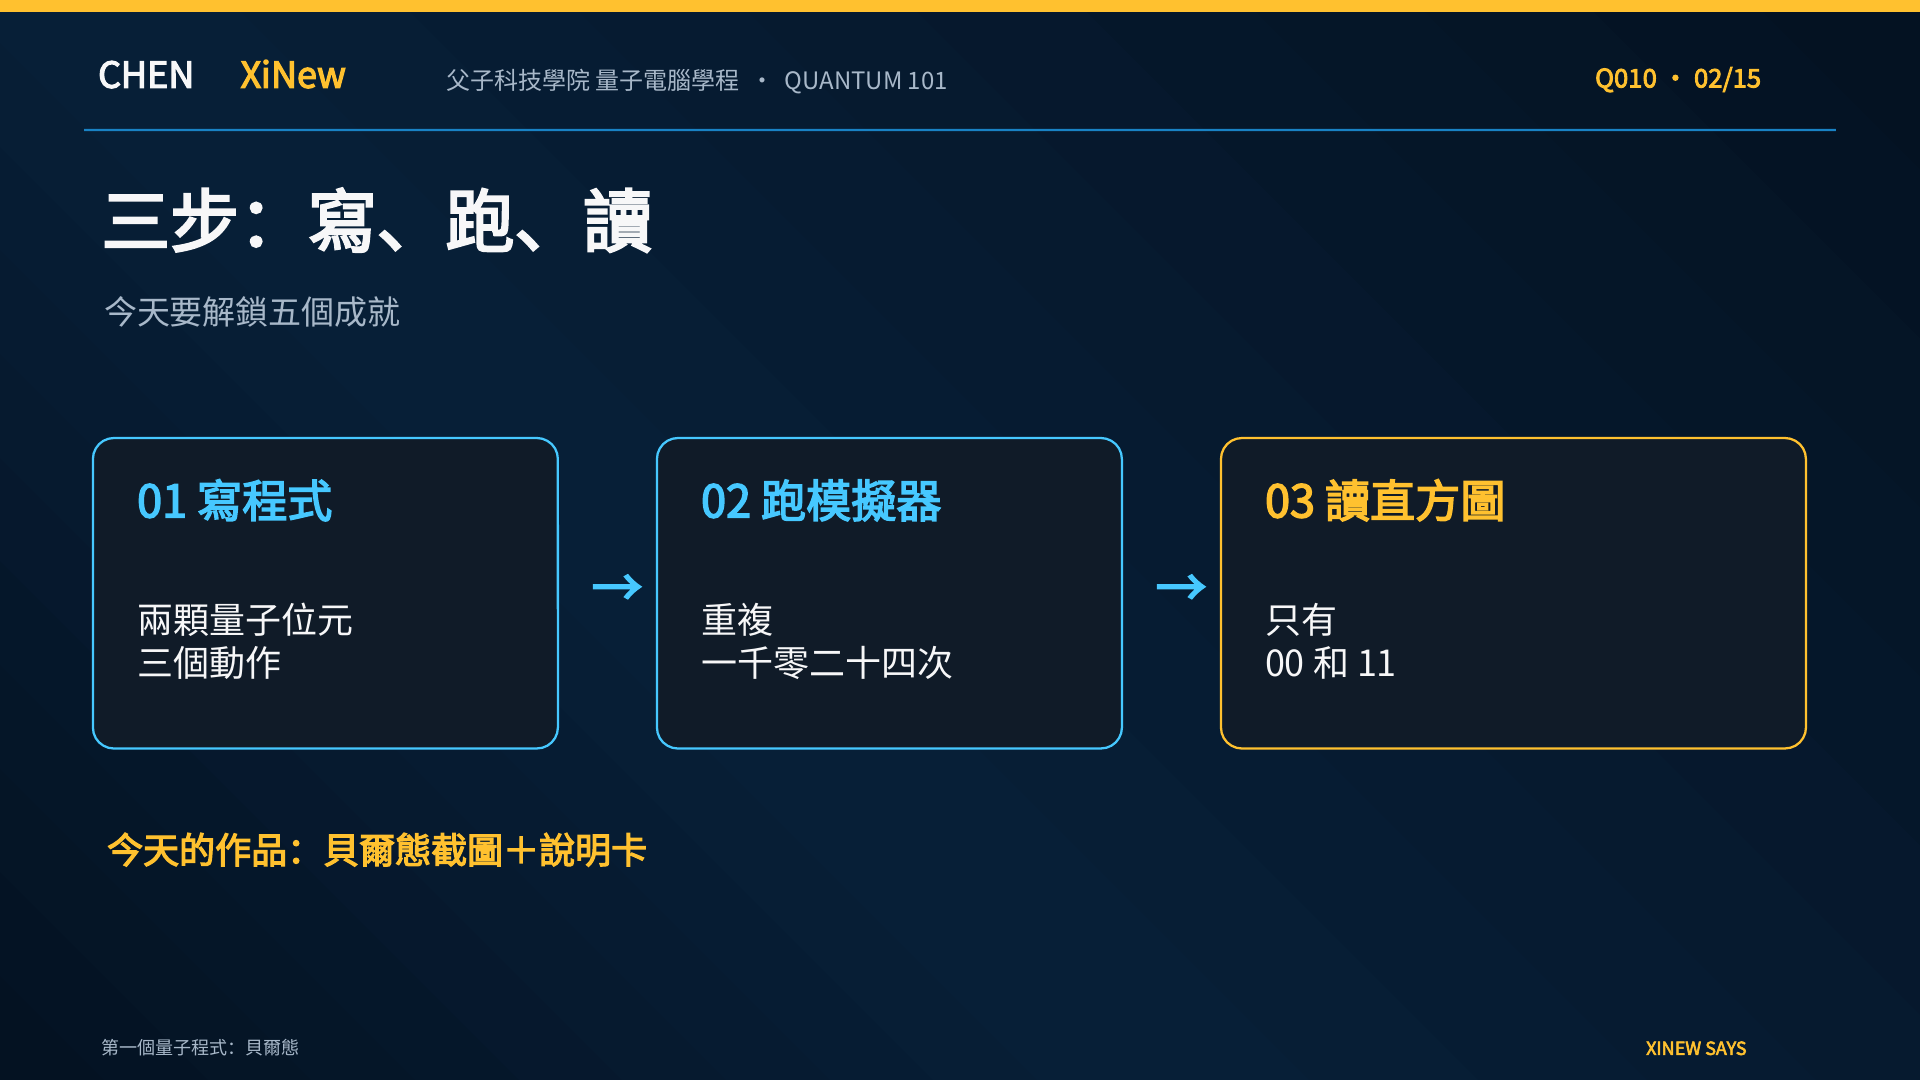 CHEN XiNew 父子科技學院 量子電腦學程 · QUANTUM 101 Q010 · 02/15
三步：寫、跑、讀
今天要解鎖五個成就
01 寫程式
兩顆量子位元
三個動作
→
02 跑模擬器
重複
一千零二十四次
→
03 讀直方圖
只有
00 和 11
今天的作品：貝爾態截圖＋說明卡
第一個量子程式：貝爾態
XINEW SAYS